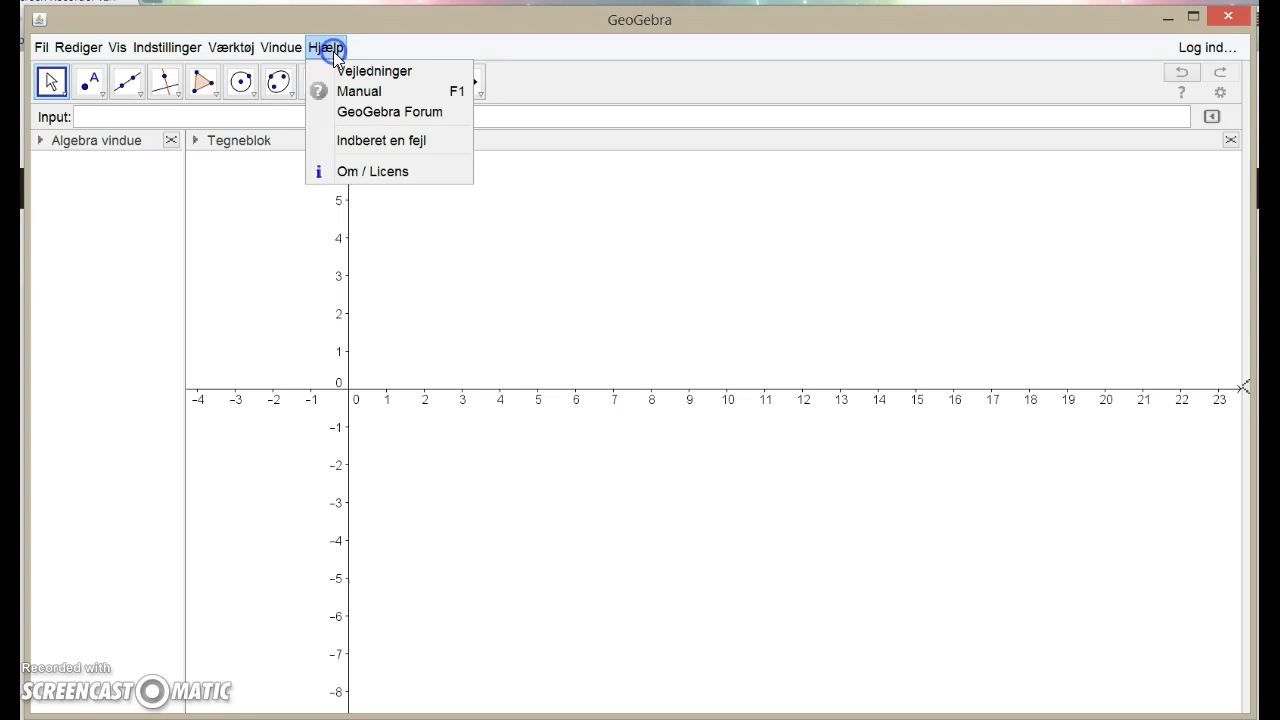 GeoGebra
Fil Rediger Vis Indstillinger Værktøj Vindue Hjælp Log ind...
Vejledninger
Manual F1
GeoGebra Forum
Indberet en fejl
Om / Licens
A
Input:
Algebra vindue
Tegneblok
5
4
3
2
1
0
-4 -3 -2 -1 0 1 2 3 4 5 6 7 8 9 10 11 12 13 14 15 16 17 18 19 20 21 22 23
-1
-2
-3
-4
-5
-6
-7
-8
Recorded with
SCREENCAST MATIC